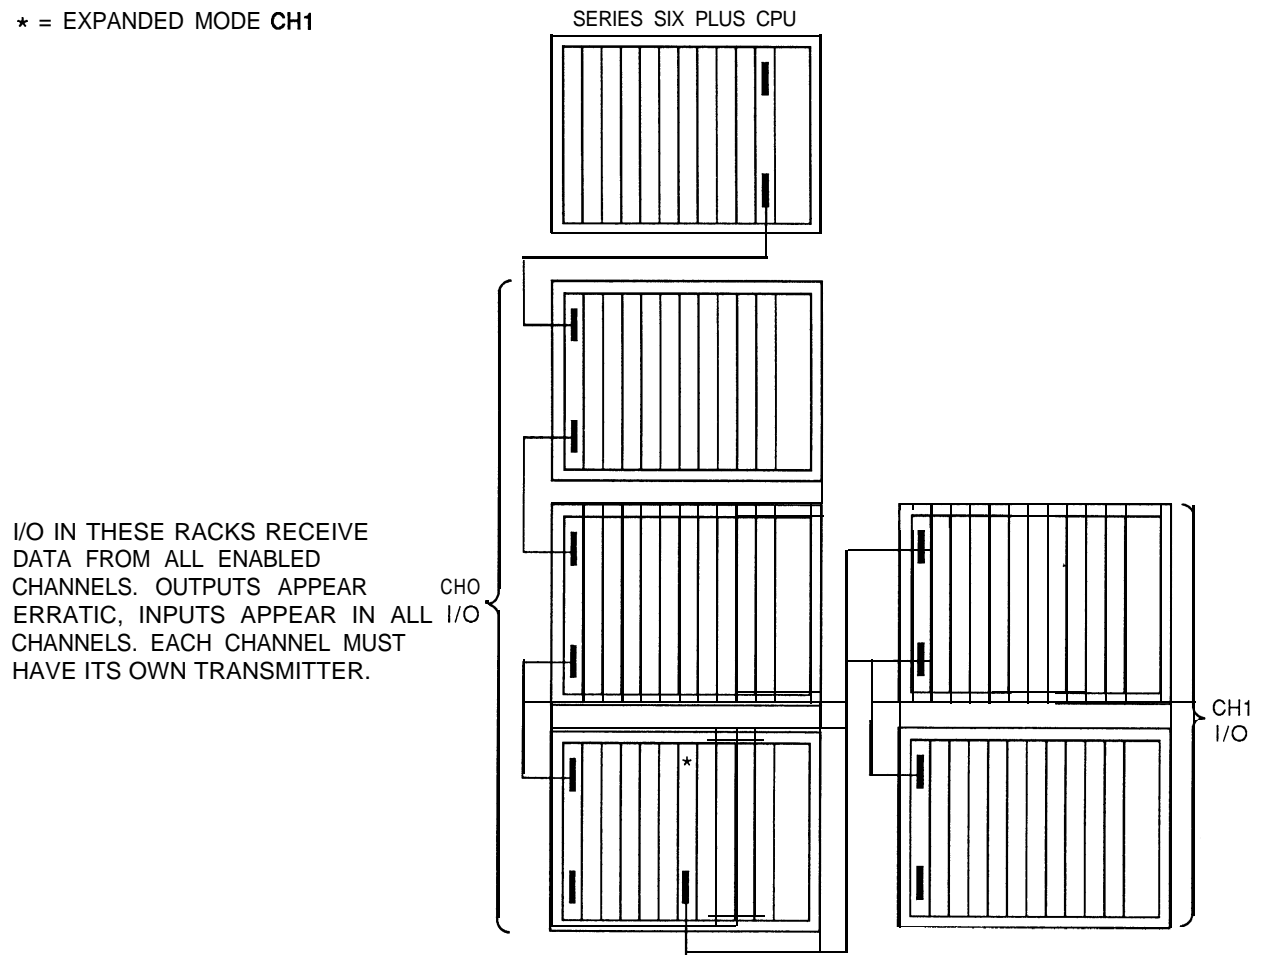 * = EXPANDED MODE CH1
SERIES SIX PLUS CPU
I/O IN THESE RACKS RECEIVE
DATA FROM ALL ENABLED
CHANNELS. OUTPUTS APPEAR
ERRATIC, INPUTS APPEAR IN ALL
CHANNELS. EACH CHANNEL MUST
HAVE ITS OWN TRANSMITTER.
CH0
I/O
*
CH1
I/O